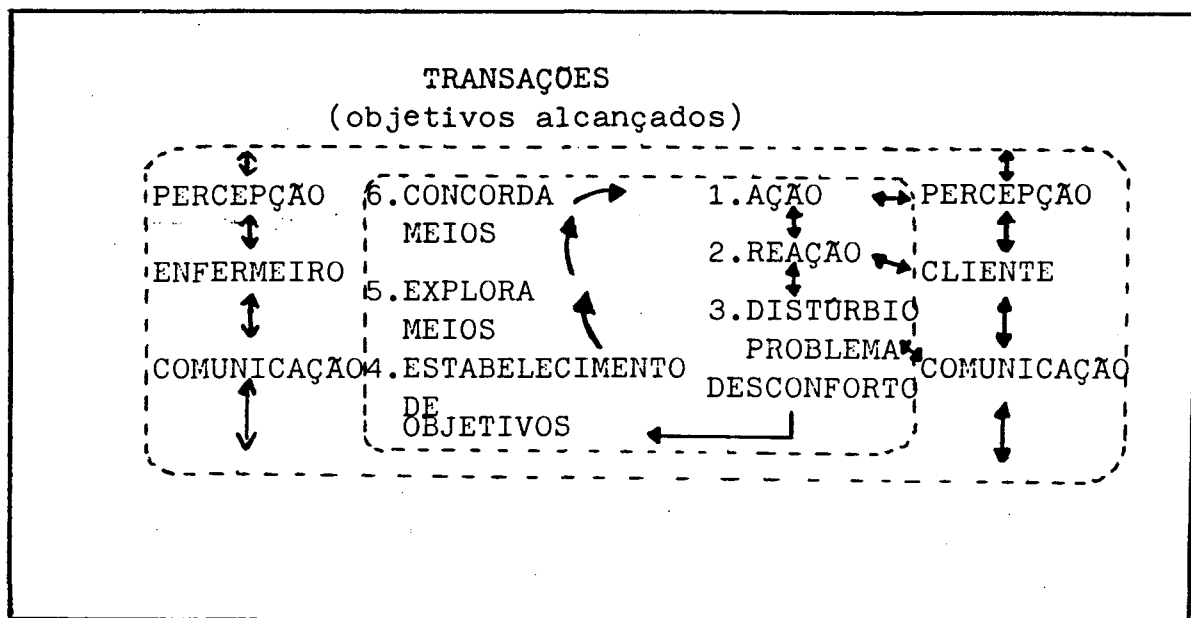 TRANSAÇÕES
(objetivos alcançados)
PERCEPÇÃO
ENFERMEIRO
COMUNICAÇÃO
6.CONCORDA
MEIOS
5.EXPLORA
MEIOS
4.ESTABELECIMENTO
DE
OBJETIVOS
1.AÇÃO
2.REAÇÃO
3.DISTÚRBIO
PROBLEMA
DESCONFORTO
PERCEPÇÃO
CLIENTE
COMUNICAÇÃO